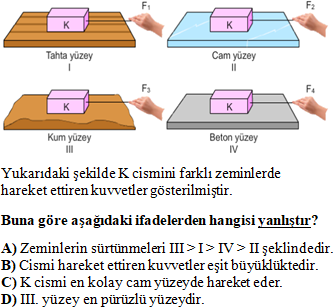 F₁ F₂
K K
Tahta yüzey Cam yüzey
I II
F₃ F₄
K K
Kum yüzey Beton yüzey
III IV
Yukarıdaki şekilde K cismini farklı zeminlerde
hareket ettiren kuvvetler gösterilmiştir.
Buna göre aşağıdaki ifadelerden hangisi yanlıştır?
A) Zeminlerin sürtünmeleri III > I > IV > II şeklindedir.
B) Cismi hareket ettiren kuvvetler eşit büyüklüktedir.
C) K cismi en kolay cam yüzeyde hareket eder.
D) III. yüzey en pürüzlü yüzeydir.